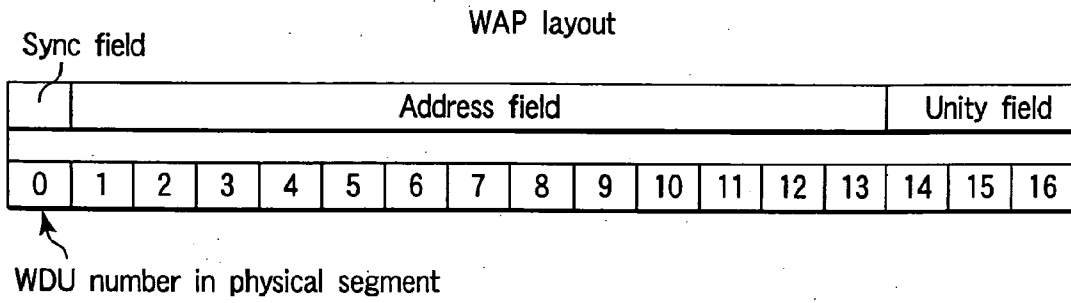 WAP layout
Sync field
Address field Unity field
0 1 2 3 4 5 6 7 8 9 10 11 12 13 14 15 16
WDU number in physical segment